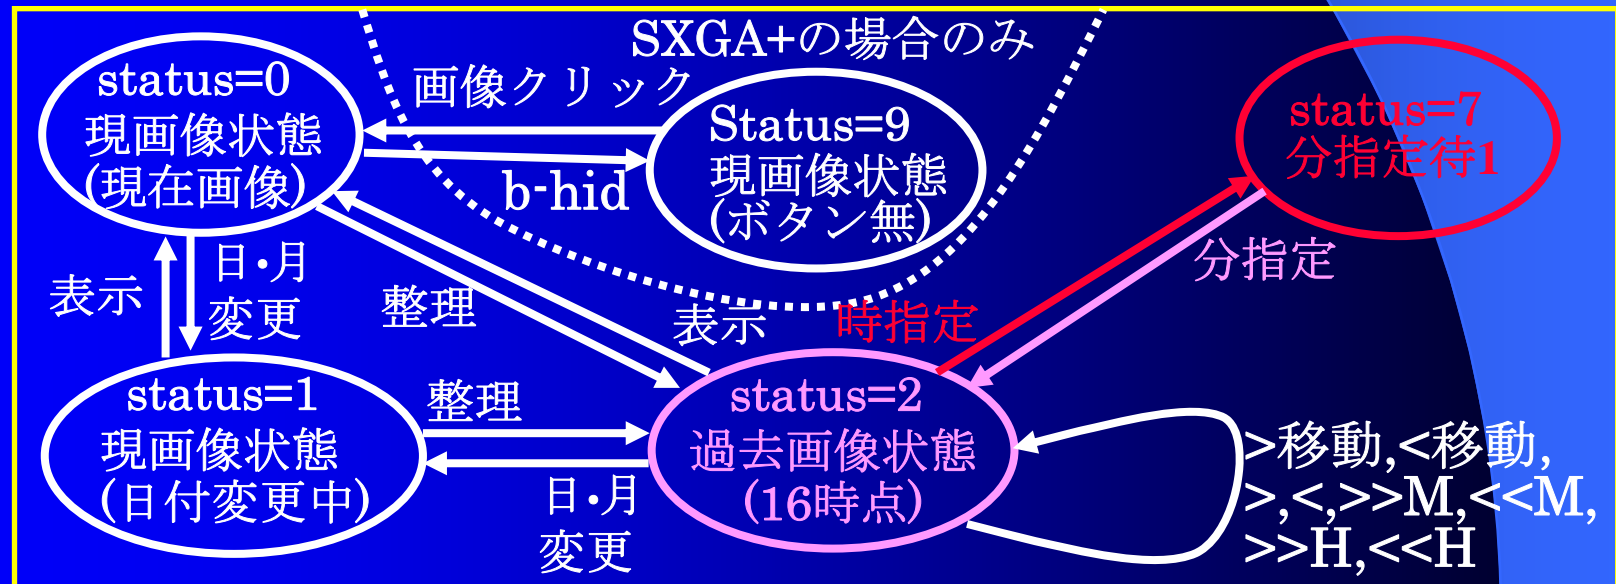 SXGA+の場合のみ
status=0
現画像状態
(現在画像)
画像クリック
b-hid
Status=9
現画像状態
(ボタン無)
status=7
分指定待1
分指定
時指定
表示
日・月
変更
整理
表示
status=1
現画像状態
(日付変更中)
整理
日・月
変更
status=2
過去画像状態
(16時点)
>移動,<移動,
>,<,>>M,<<M,
>>H,<<H